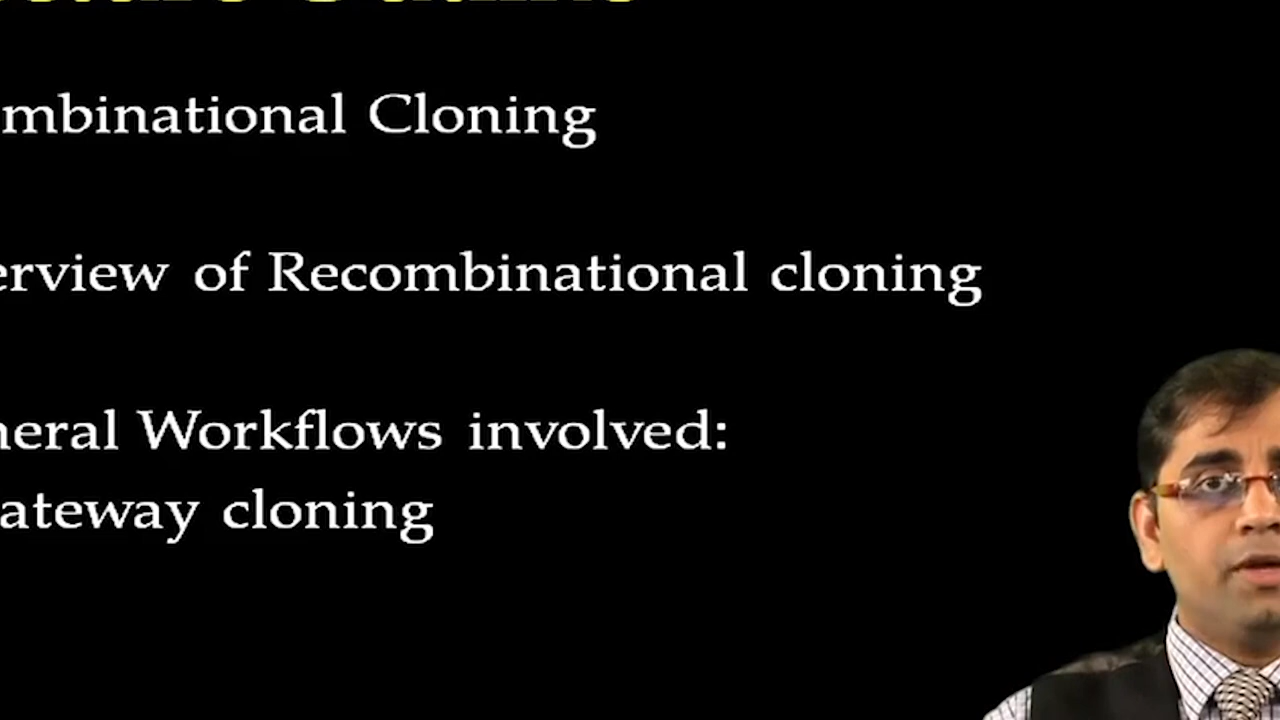 mbinational Cloning
erview of Recombinational cloning
neral Workflows involved:
ateway cloning